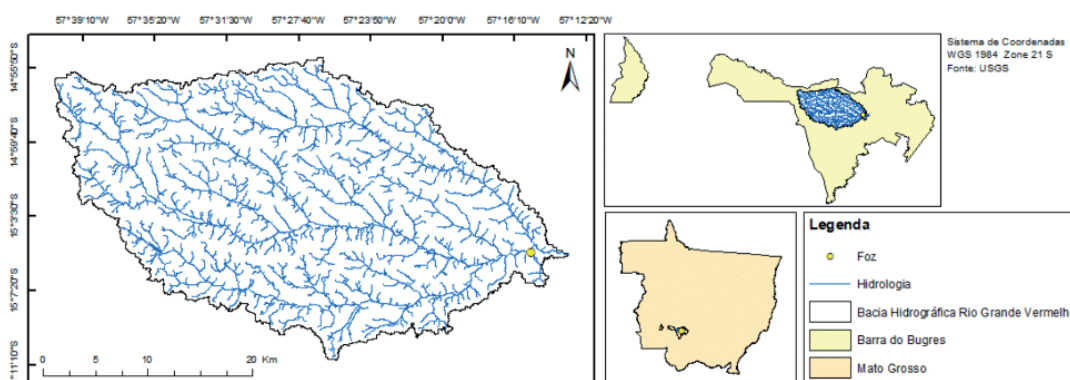 57°39'10"W 57°35'20"W 57°31'30"W 57°27'40"W 57°23'50"W 57°20'0"W 57°16'10"W 57°12'20"W
14°55'50"S
14°59'40"S
15°3'30"S
15°7'20"S
15°11'10"S
N
0 5 10 20 Km
Sistema de Coordenadas
WGS 1984 Zone 21 S
Fonte: USGS
Legenda
Foz
Hidrologia
Bacia Hidrográfica Rio Grande Vermelh
Barra do Bugres
Mato Grosso